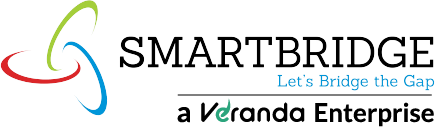 SMARTBRIDGE
Let's Bridge the Gap
a Veranda Enterprise